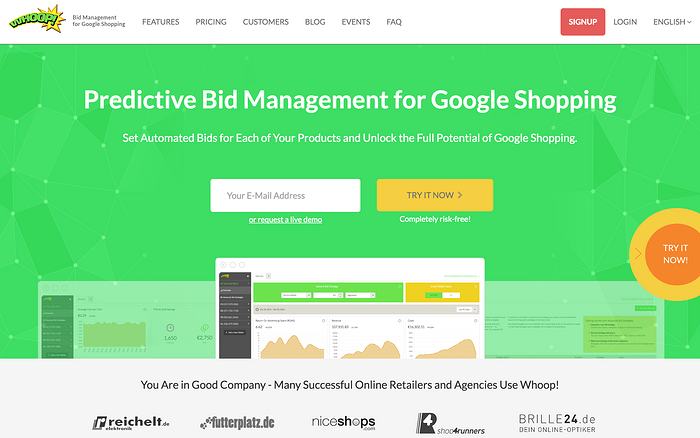 WHOOP!
Bid Management
for Google Shopping
FEATURES
PRICING
CUSTOMERS
BLOG
EVENTS
FAQ
SIGNUP
LOGIN
ENGLISH
Predictive Bid Management for Google Shopping
Set Automated Bids for Each of Your Products and Unlock the Full Potential of Google Shopping.
Your E-Mail Address
TRY IT NOW
or request a live demo
Completely risk-free!
TRY IT
NOW!
1,650
€2,750
You Are in Good Company - Many Successful Online Retailers and Agencies Use Whoop!
reichelt.de
elektronik
futterplatz.de
niceshops
.com
shop4runners
BRILLE24.de
DEIN ONLINE-OPTIKER